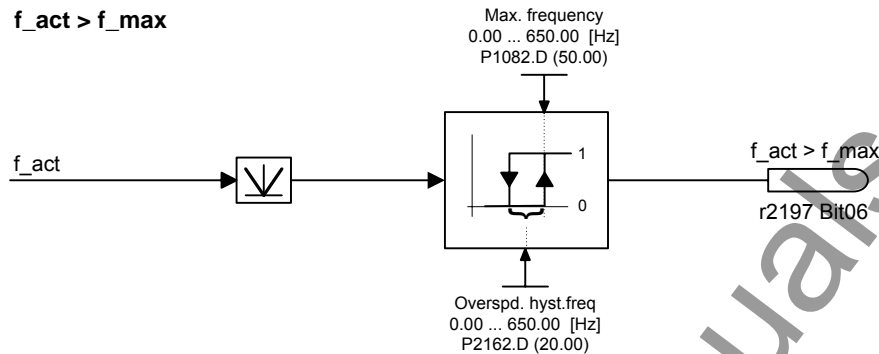 f_act > f_max
Max. frequency
0.00 ... 650.00 [Hz]
P1082.D (50.00)
f_act
1
0
f_act > f_max
r2197 Bit06
Overspd. hyst.freq
0.00 ... 650.00 [Hz]
P2162.D (20.00)
uals